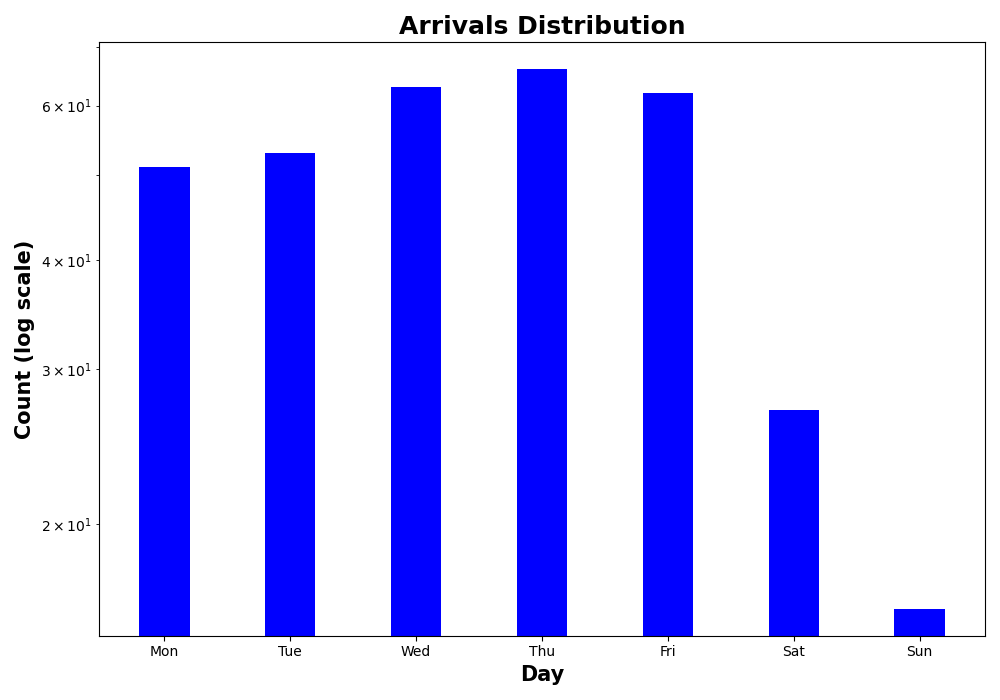 Arrivals Distribution
Count (log scale)
6 × 10¹
4 × 10¹
3 × 10¹
2 × 10¹
Mon Tue Wed Thu Fri Sat Sun
Day